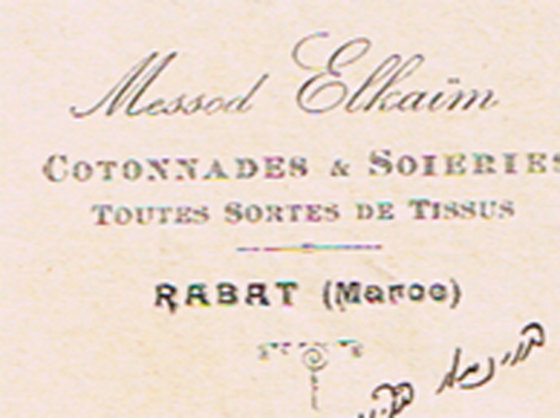 Messod Elkaïm
COTONNADES & SOIERIES
TOUTES SORTES DE TISSUS
RABAT (Maroc)